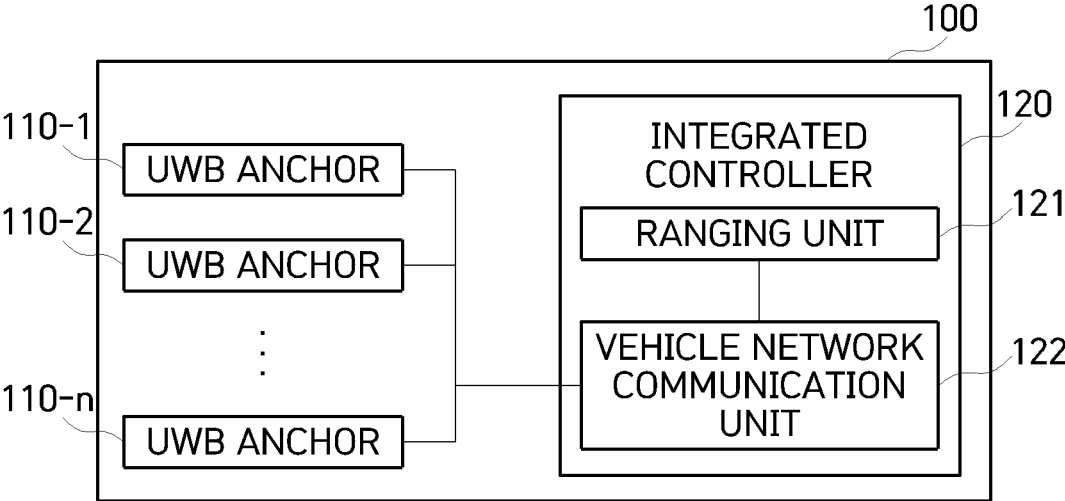 100
110-1
UWB ANCHOR
110-2
UWB ANCHOR
110-n
UWB ANCHOR
120
INTEGRATED
CONTROLLER
121
RANGING UNIT
VEHICLE NETWORK
COMMUNICATION
UNIT
122